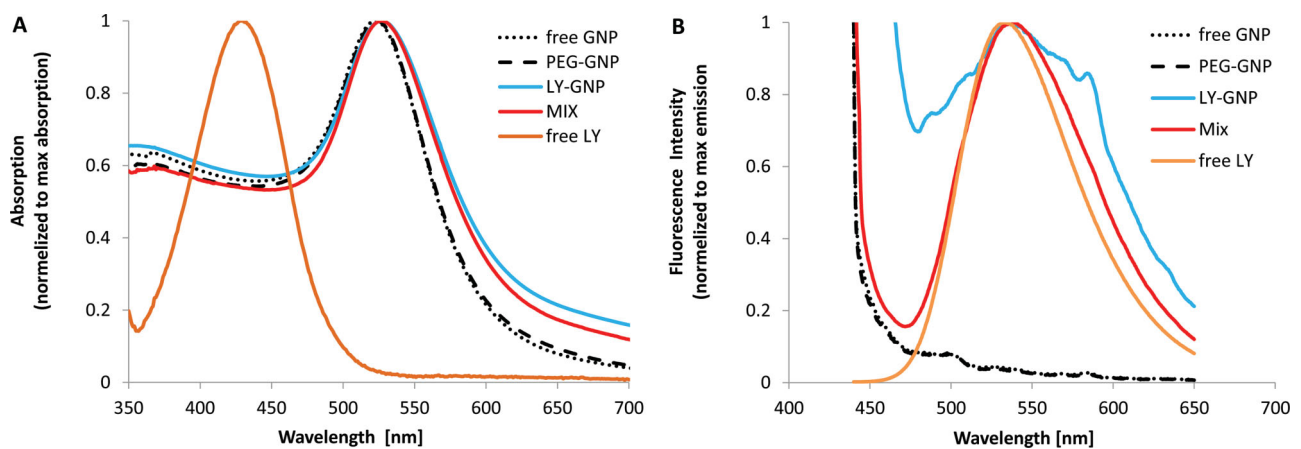 A
Absorption
(normelized to max absorption)
1
0.8
0.6
0.4
0.2
0
350
400
450
500
550
600
650
700
Wavelength [nm]
free GNP
PEG-GNP
LY-GNP
MIX
free LY
B
Fluorescence Intensity
(normelized to max emission)
1
0.8
0.6
0.4
0.2
0
400
450
500
550
600
650
700
Wavelength [nm]
free GNP
PEG-GNP
LY-GNP
Mix
free LY